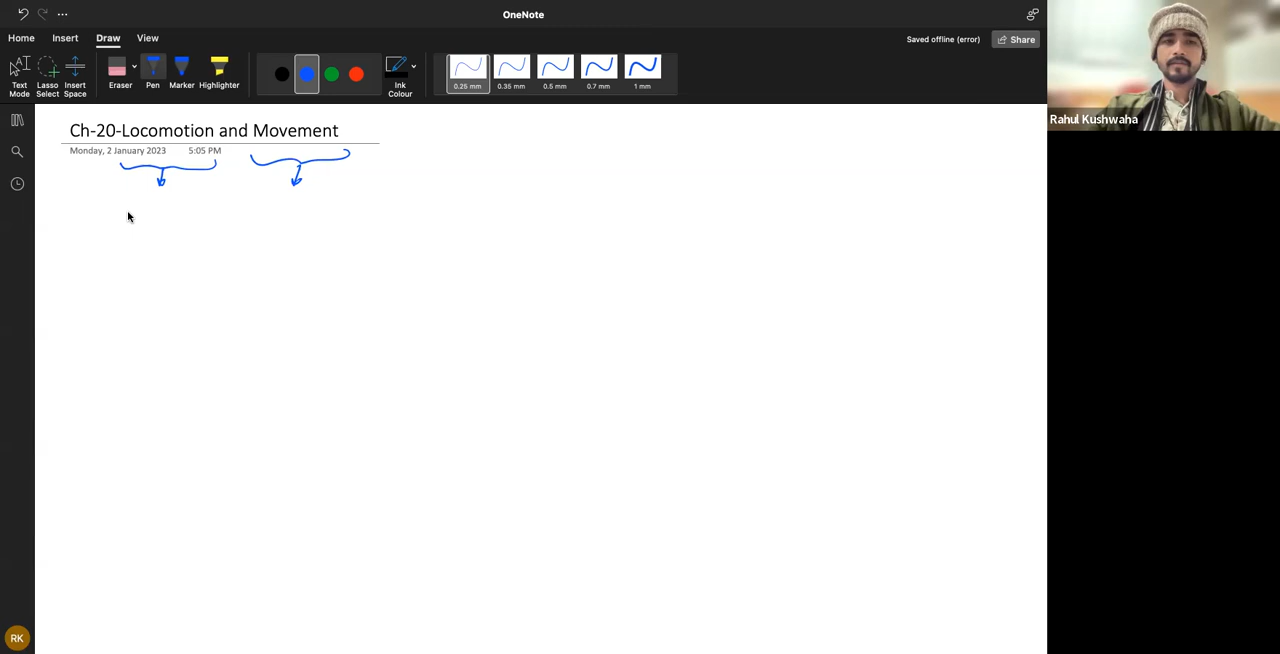 OneNote
Home Insert Draw View
Saved offline (error) Share
Text Mode Lasso Select Insert Space Eraser Pen Marker Highlighter Ink Colour 0.25 mm 0.35 mm 0.5 mm 0.7 mm 1 mm
Rahul Kushwaha
Ch-20-Locomotion and Movement
Monday, 2 January 2023 5:05 PM
RK